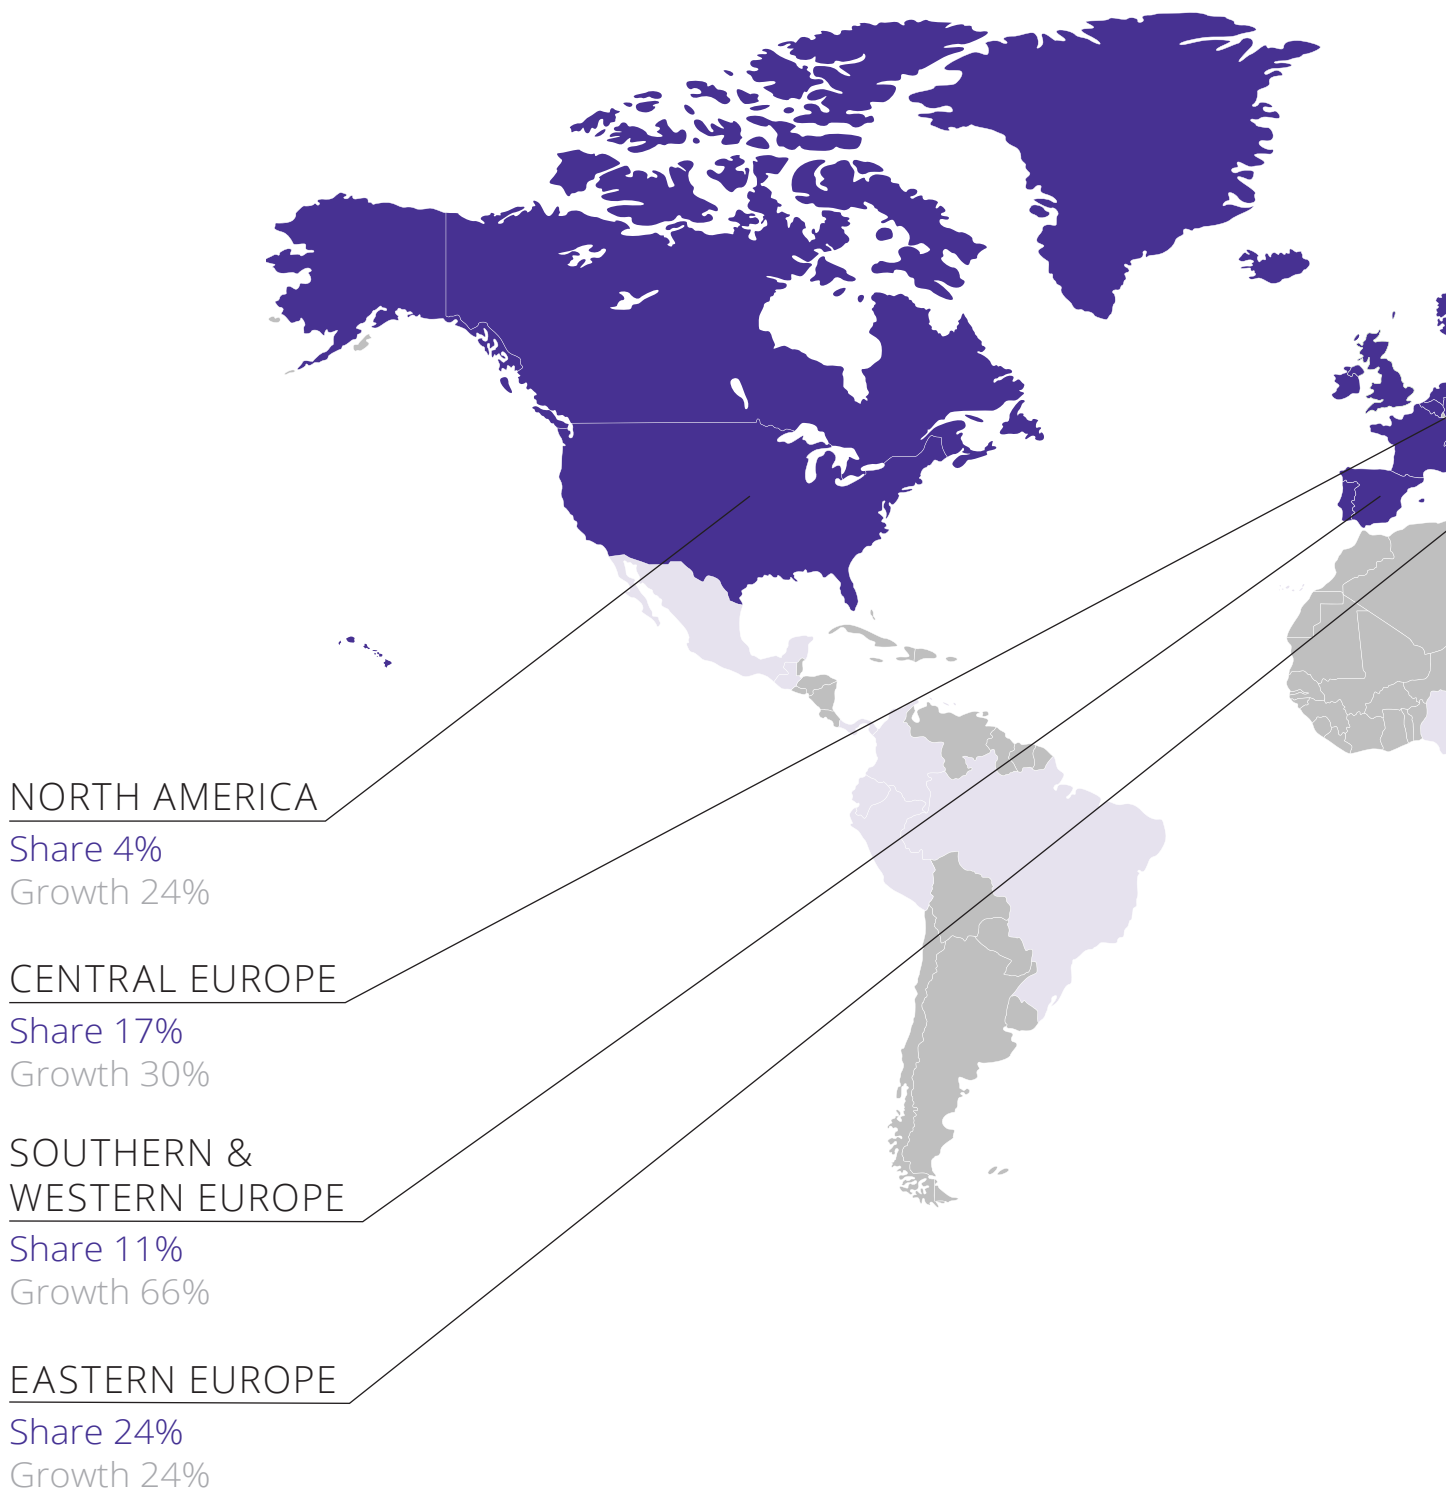 NORTH AMERICA
Share 4%
Growth 24%
CENTRAL EUROPE
Share 17%
Growth 30%
SOUTHERN &
WESTERN EUROPE
Share 11%
Growth 66%
EASTERN EUROPE
Share 24%
Growth 24%